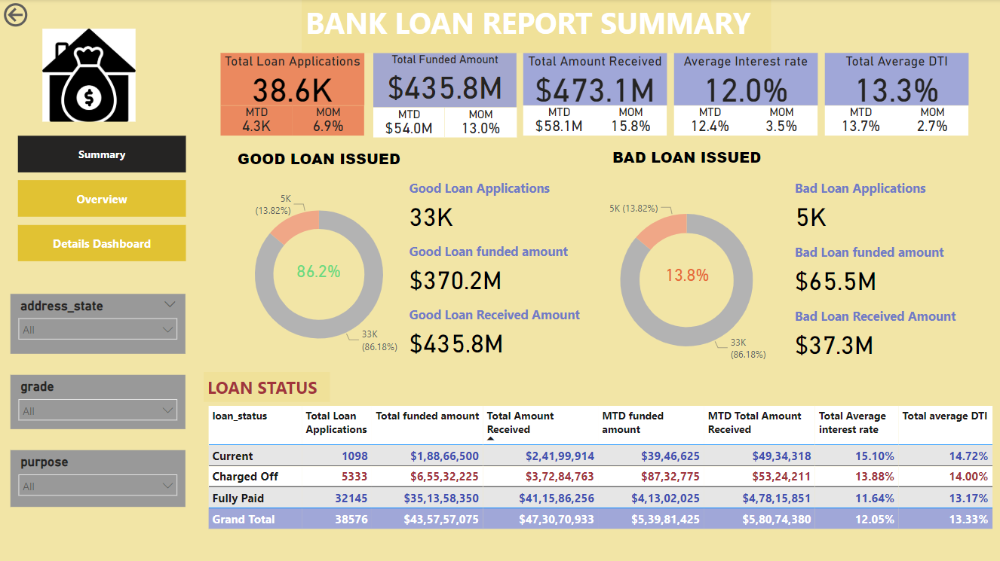 BANK LOAN REPORT SUMMARY
$
Total Loan Applications
38.6K
MTD MOM
4.3K 6.9%
Total Funded Amount
$435.8M
MTD MOM
$54.0M 13.0%
Total Amount Received
$473.1M
MTD MOM
$58.1M 15.8%
Average Interest rate
12.0%
MTD MOM
12.4% 3.5%
Total Average DTI
13.3%
MTD MOM
13.7% 2.7%
Summary
Overview
Details Dashboard
address_state
All
grade
All
purpose
All
GOOD LOAN ISSUED
5K
(13.82%)
86.2%
33K
(86.18%)
Good Loan Applications
33K
Good Loan funded amount
$370.2M
Good Loan Received Amount
$435.8M
BAD LOAN ISSUED
5K (13.82%)
13.8%
33K
(86.18%)
Bad Loan Applications
5K
Bad Loan funded amount
$65.5M
Bad Loan Received Amount
$37.3M
LOAN STATUS
loan_status Total Loan Total funded amount Total Amount MTD funded MTD Total Amount Total Average Total average DTI
Applications Received amount Received interest rate
Current 1098 $1,88,66,500 $2,41,99,914 $39,46,625 $49,34,318 15.10% 14.72%
Charged Off 5333 $6,55,32,225 $3,72,84,763 $87,32,775 $53,24,211 13.88% 14.00%
Fully Paid 32145 $35,13,58,350 $41,15,86,256 $4,13,02,025 $4,78,15,851 11.64% 13.17%
Grand Total 38576 $43,57,57,075 $47,30,70,933 $5,39,81,425 $5,80,74,380 12.05% 13.33%